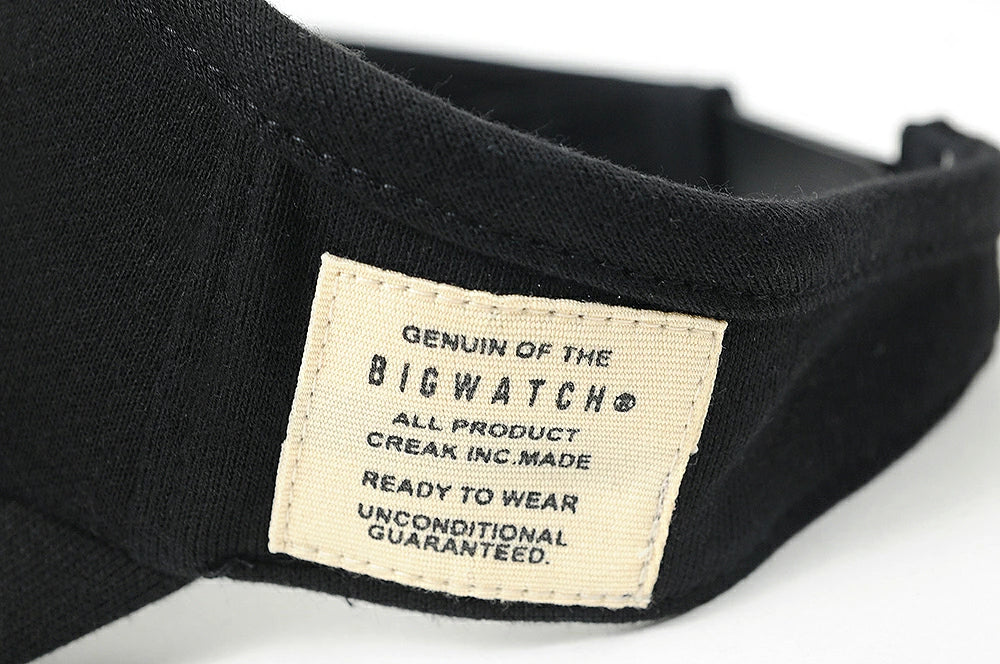 GENUIN OF THE
BIGWATCH®
ALL PRODUCT
CREAK INC.MADE
READY TO WEAR
UNCONDITIONAL
GUARANTEED.